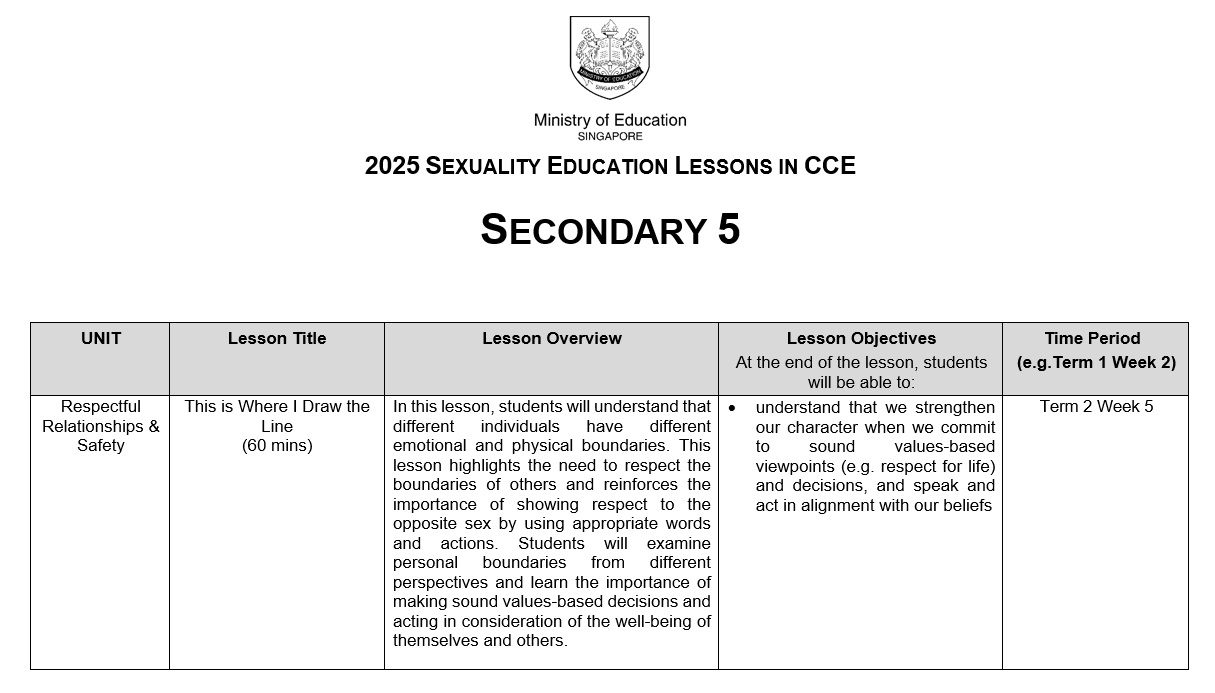 MINISTRY OF EDUCATION
SINGAPORE
Ministry of Education
SINGAPORE
2025 SEXUALITY EDUCATION LESSONS IN CCE
SECONDARY 5
UNIT
Lesson Title
Lesson Overview
Lesson Objectives
At the end of the lesson, students
will be able to:
Time Period
(e.g.Term 1 Week 2)
Respectful
Relationships &
Safety
This is Where I Draw the
Line
(60 mins)
In this lesson, students will understand that
different individuals have different
emotional and physical boundaries. This
lesson highlights the need to respect the
boundaries of others and reinforces the
importance of showing respect to the
opposite sex by using appropriate words
and actions. Students will examine
personal boundaries from different
perspectives and learn the importance of
making sound values-based decisions and
acting in consideration of the well-being of
themselves and others.
• understand that we strengthen
our character when we commit
to sound values-based
viewpoints (e.g. respect for life)
and decisions, and speak and
act in alignment with our beliefs
Term 2 Week 5